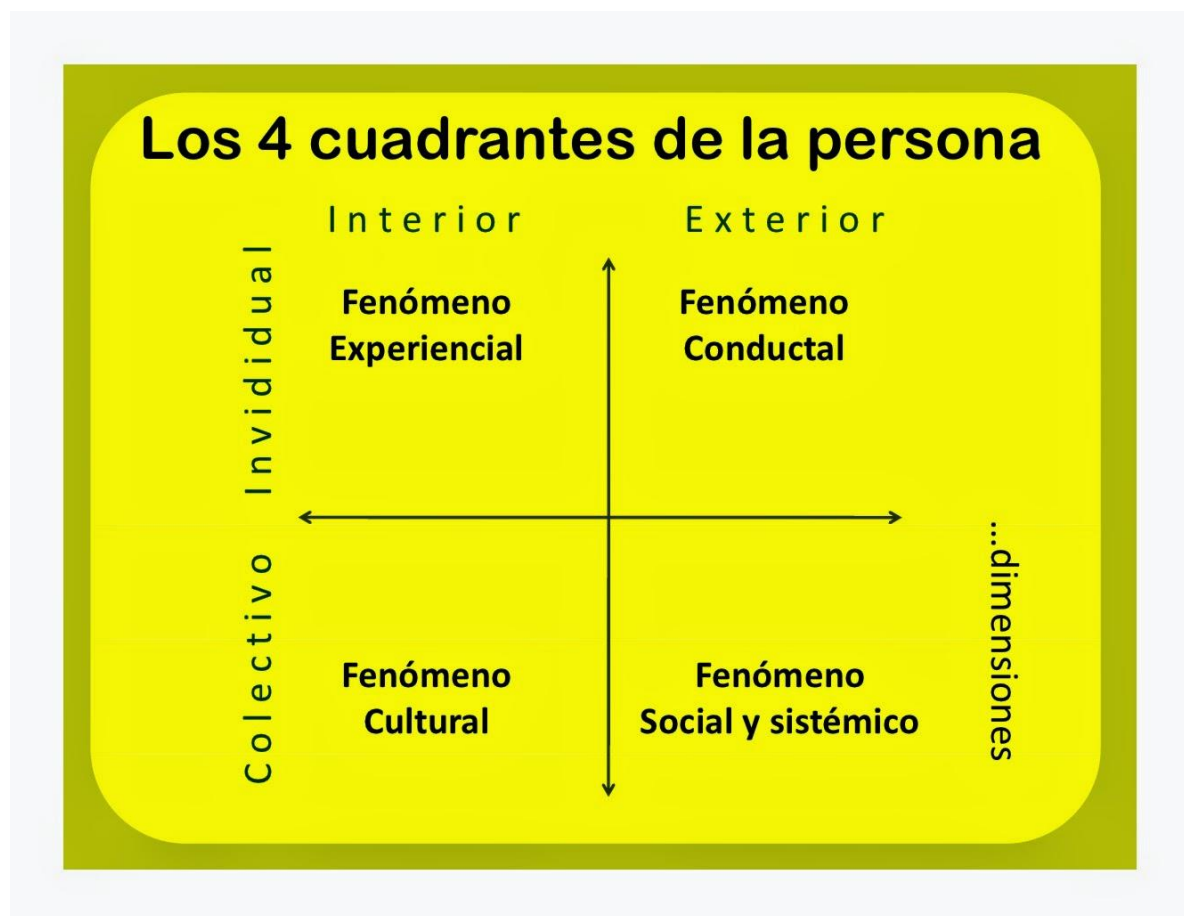 Los 4 cuadrantes de la persona
Interior Exterior
Invididual
Fenómeno
Experiencial
Fenómeno
Conductal
Colectivo
Fenómeno
Cultural
Fenómeno
Social y sistémico
...dimensiones